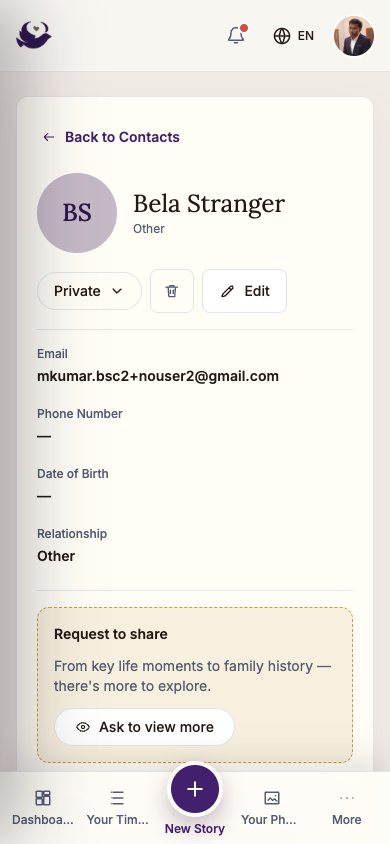 EN
← Back to Contacts
BS
Bela Stranger
Other
Private
Edit
Email
mkumar.bsc2+nouser2@gmail.com
Phone Number
—
Date of Birth
—
Relationship
Other
Request to share
From key life moments to family history —
there's more to explore.
Ask to view more
Dashboa...
Your Tim...
New Story
Your Ph...
More